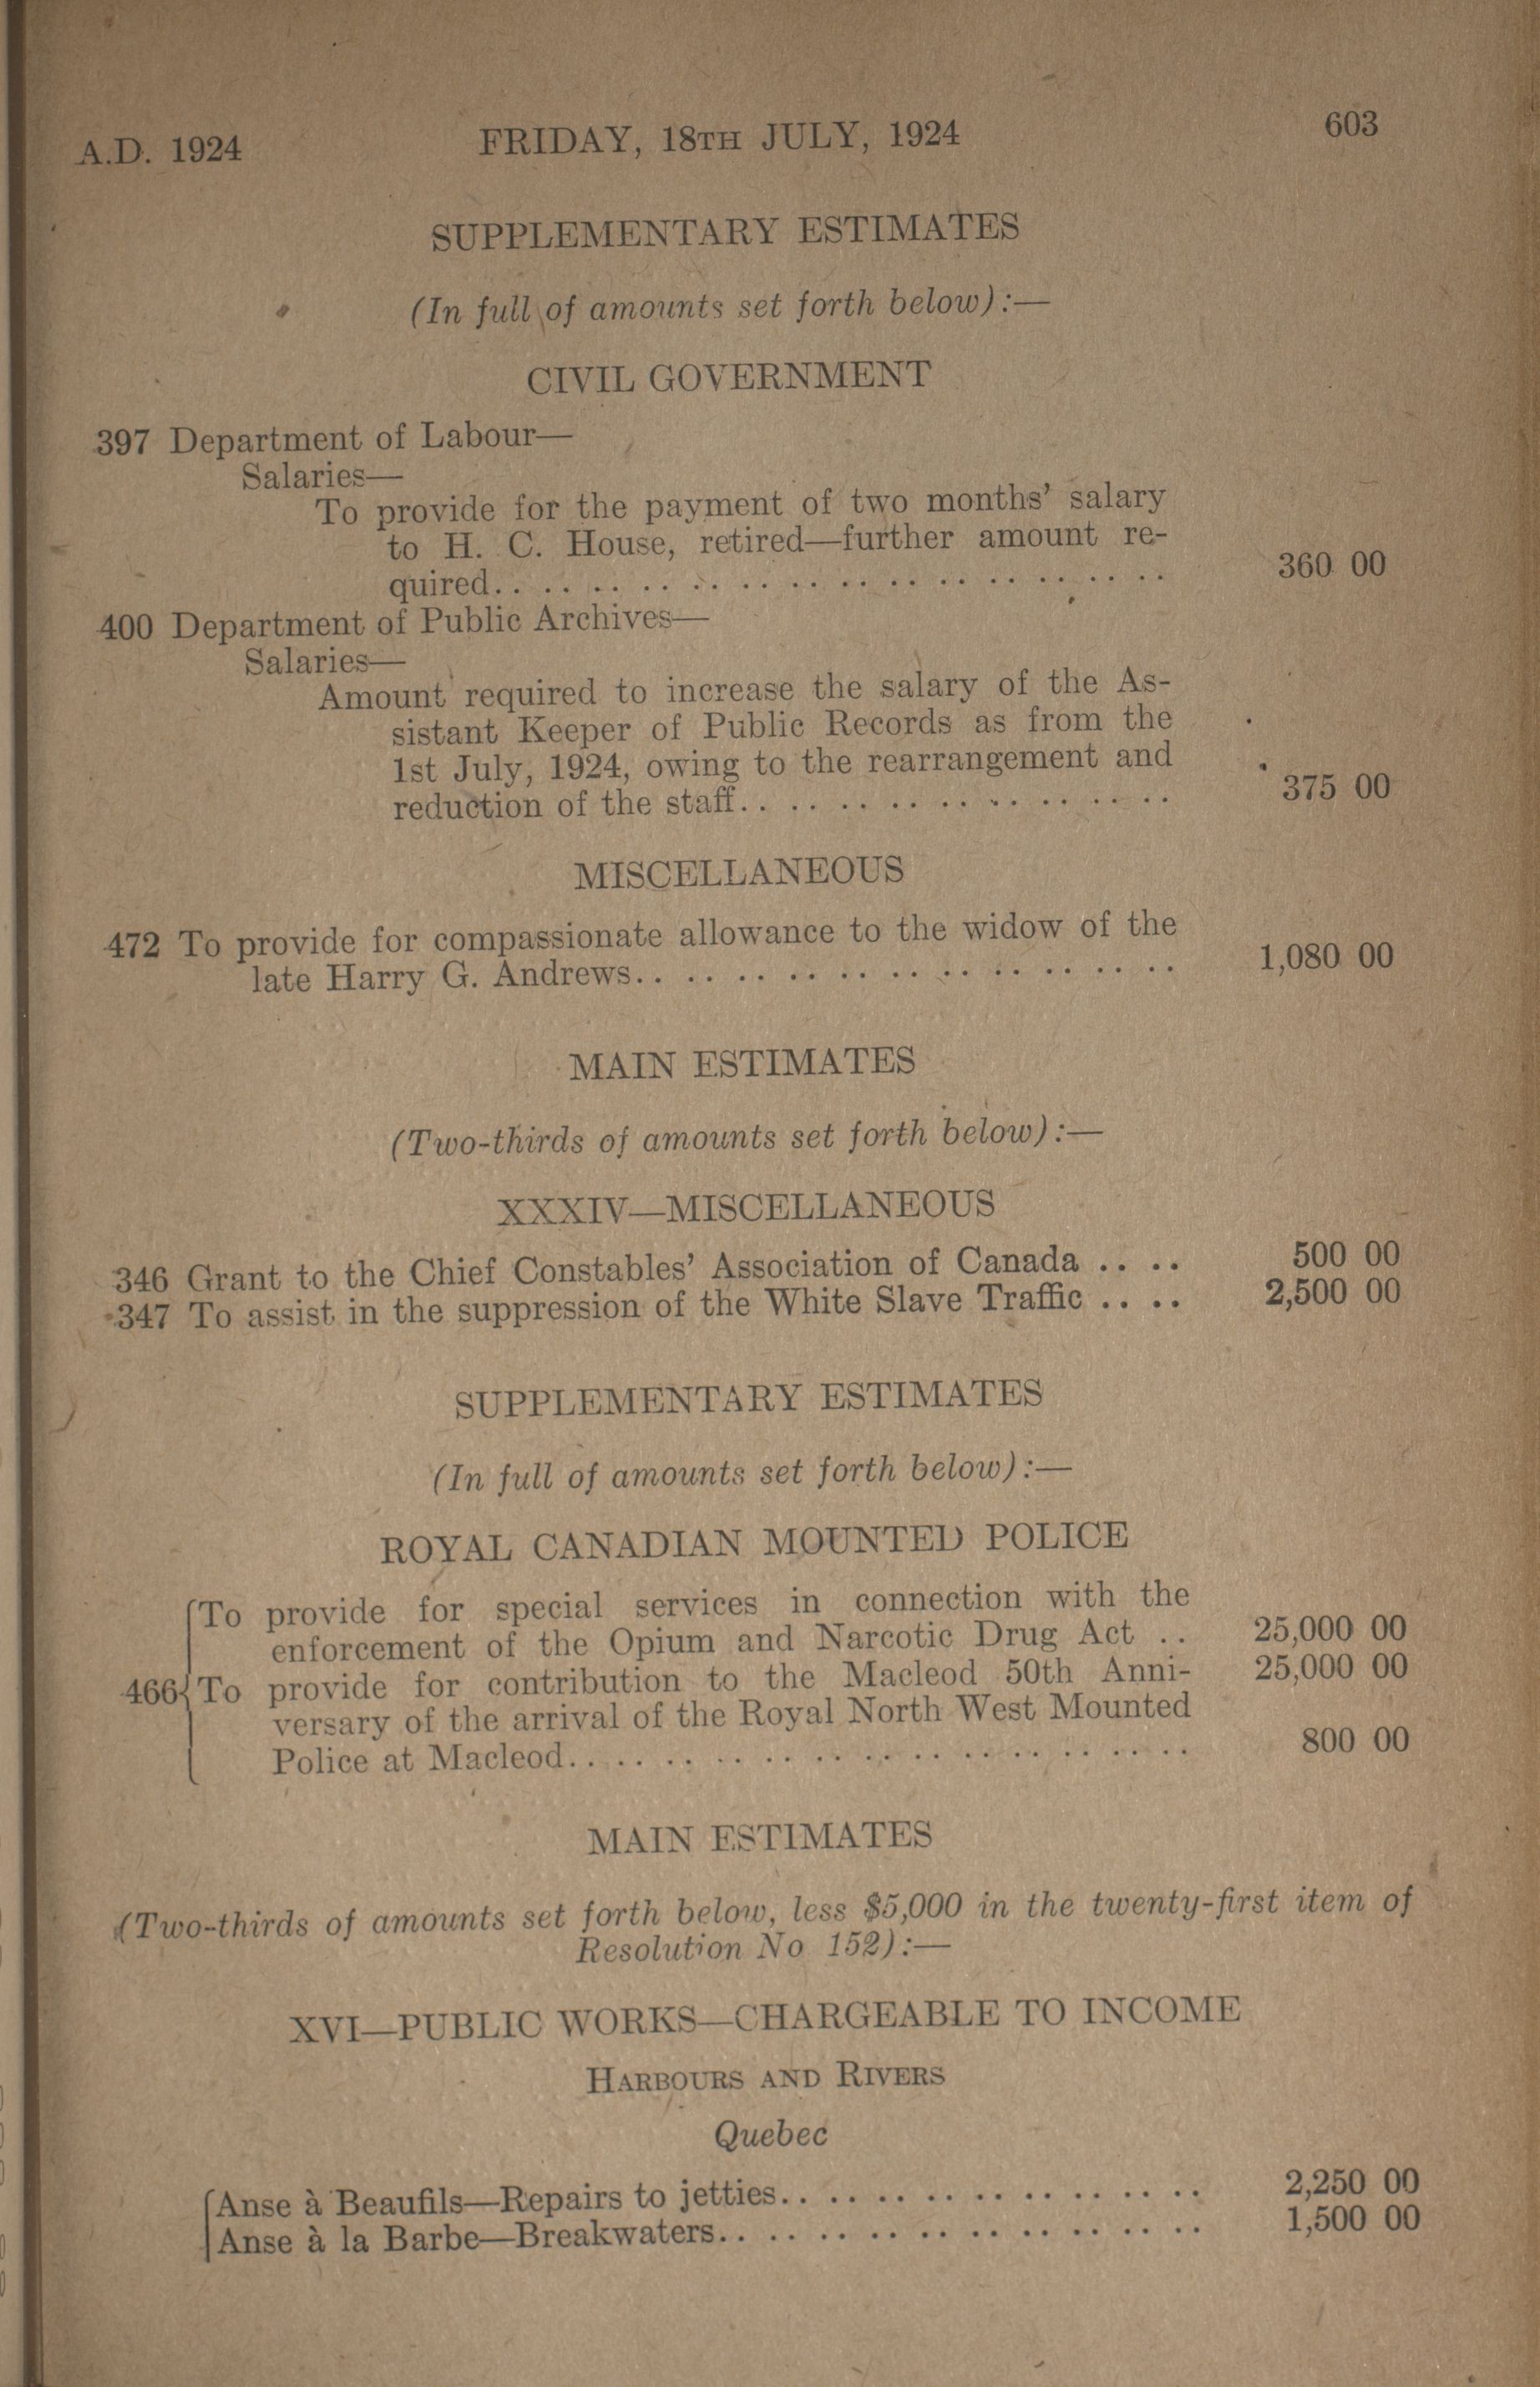 A.D. 1924 FRIDAY, 18TH JULY, 1924 603
SUPPLEMENTARY ESTIMATES
(In full of amounts set forth below):—
CIVIL GOVERNMENT
397 Department of Labour—
Salaries—
To provide for the payment of two months' salary
to H. C. House, retired—further amount re-
quired.. .. .. .. .. .. .. .. .. .. .. .. .. .. 360 00
400 Department of Public Archives—
Salaries—
Amount required to increase the salary of the As-
sistant Keeper of Public Records as from the
1st July, 1924, owing to the rearrangement and
reduction of the staff.. .. .. .. .. .. .. .. .. 375 00
MISCELLANEOUS
472 To provide for compassionate allowance to the widow of the
late Harry G. Andrews.. .. .. .. .. .. .. .. .. .. .. 1,080 00
MAIN ESTIMATES
(Two-thirds of amounts set forth below):—
XXXIV—MISCELLANEOUS
346 Grant to the Chief Constables' Association of Canada .. .. 500 00
347 To assist in the suppression of the White Slave Traffic .. .. 2,500 00
SUPPLEMENTARY ESTIMATES
(In full of amounts set forth below):—
ROYAL CANADIAN MOUNTED POLICE
To provide for special services in connection with the
enforcement of the Opium and Narcotic Drug Act .. 25,000 00
466 To provide for contribution to the Macleod 50th Anni- 25,000 00
versary of the arrival of the Royal North West Mounted
Police at Macleod.. .. .. .. .. .. .. .. .. .. .. .. .. 800 00
MAIN ESTIMATES
(Two-thirds of amounts set forth below, less $5,000 in the twenty-first item of
Resolution No 152):—
XVI—PUBLIC WORKS—CHARGEABLE TO INCOME
HARBOURS AND RIVERS
Quebec
Anse à Beaufils—Repairs to jetties.. .. .. .. .. .. .. .. .. 2,250 00
Anse à la Barbe—Breakwaters.. .. .. .. .. .. .. .. .. .. 1,500 00